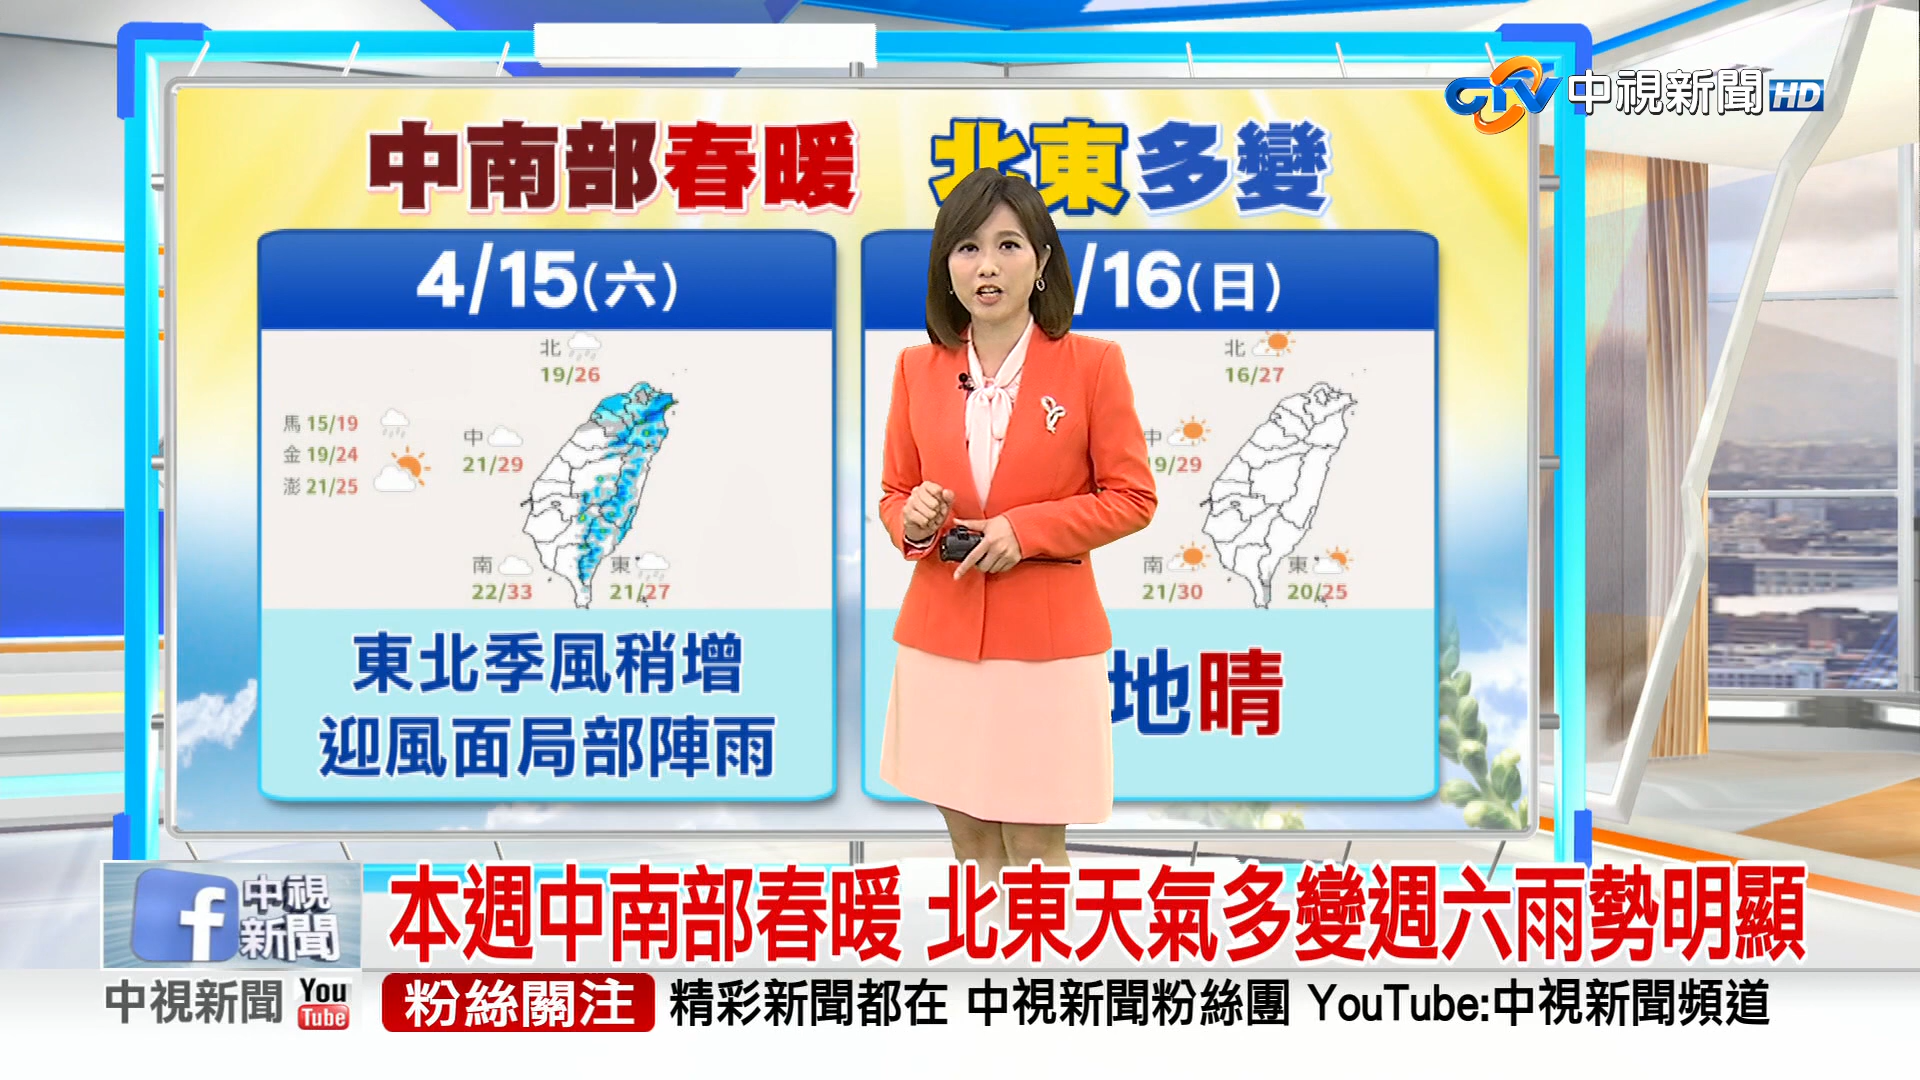 CTV 中視新聞 HD
中南部春暖 北東多變
4/15(六)
北
19/26
馬 15/19
金 19/24
澎 21/25
中
21/29
南
22/33
東
21/27
東北季風稍增
迎風面局部陣雨
/16(日)
北
16/27
中
19/29
南
21/30
東
20/25
地晴
f 中視新聞
本週中南部春暖 北東天氣多變週六雨勢明顯
中視新聞 YouTube
粉絲關注 精彩新聞都在 中視新聞粉絲團 YouTube:中視新聞頻道